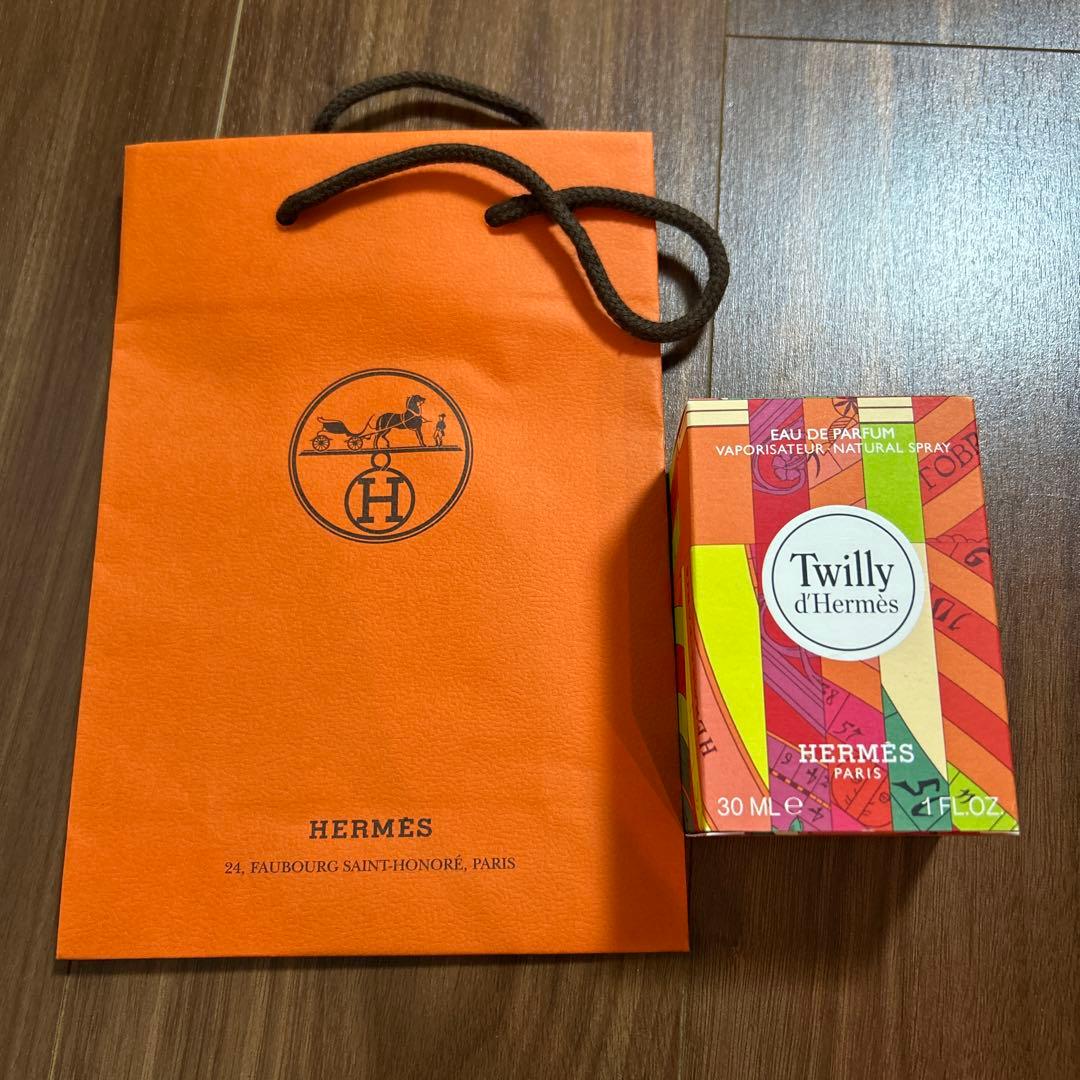 H
HERMÈS
24, FAUBOURG SAINT-HONORÉ, PARIS
EAU DE PARFUM
VAPORISATEUR NATURAL SPRAY
Twilly
d'Hermès
HERMÈS
PARIS
30 ML e 1 FL.OZ.